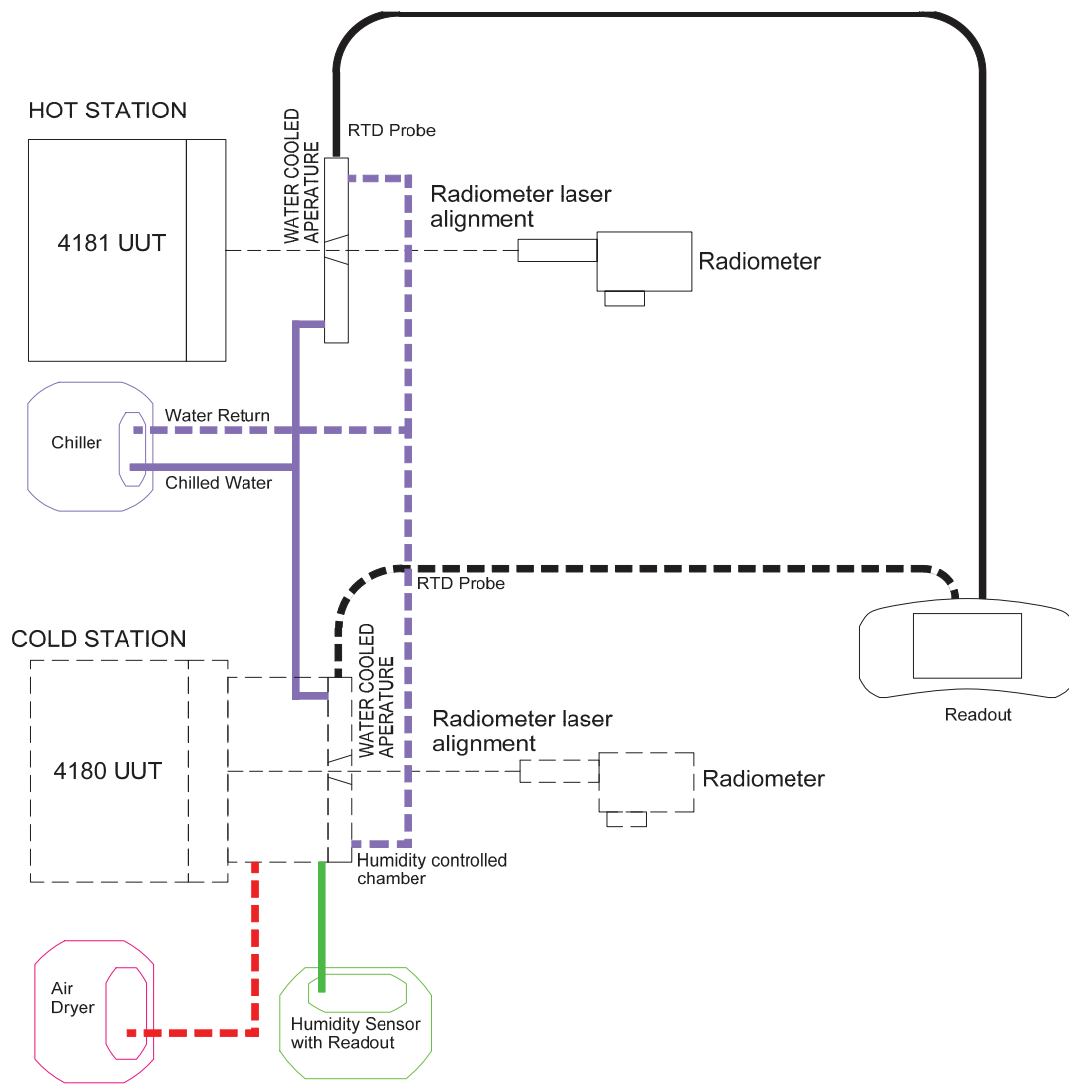 HOT STATION
4181 UUT
WATER COOLED
APERATURE
RTD Probe
Radiometer laser
alignment
Radiometer
Chiller
Water Return
Chilled Water
RTD Probe
COLD STATION
4180 UUT
WATER COOLED
APERATURE
Radiometer laser
alignment
Radiometer
Readout
Humidity controlled
chamber
Air
Dryer
Humidity Sensor
with Readout